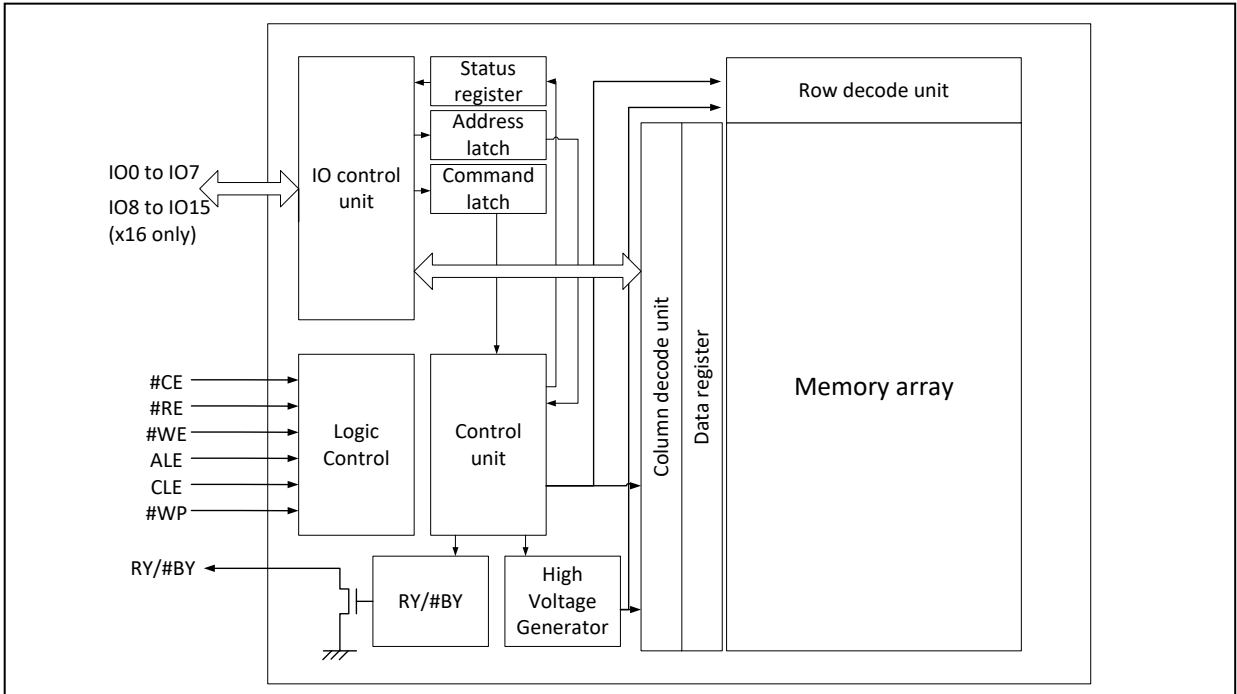 Status
register
Address
latch
Command
latch
Row decode unit
IO0 to IO7
IO8 to IO15
(x16 only)
IO control
unit
Column decode unit
Data register
Memory array
#CE
#RE
#WE
ALE
CLE
#WP
Logic
Control
Control
unit
RY/#BY
RY/#BY
High
Voltage
Generator